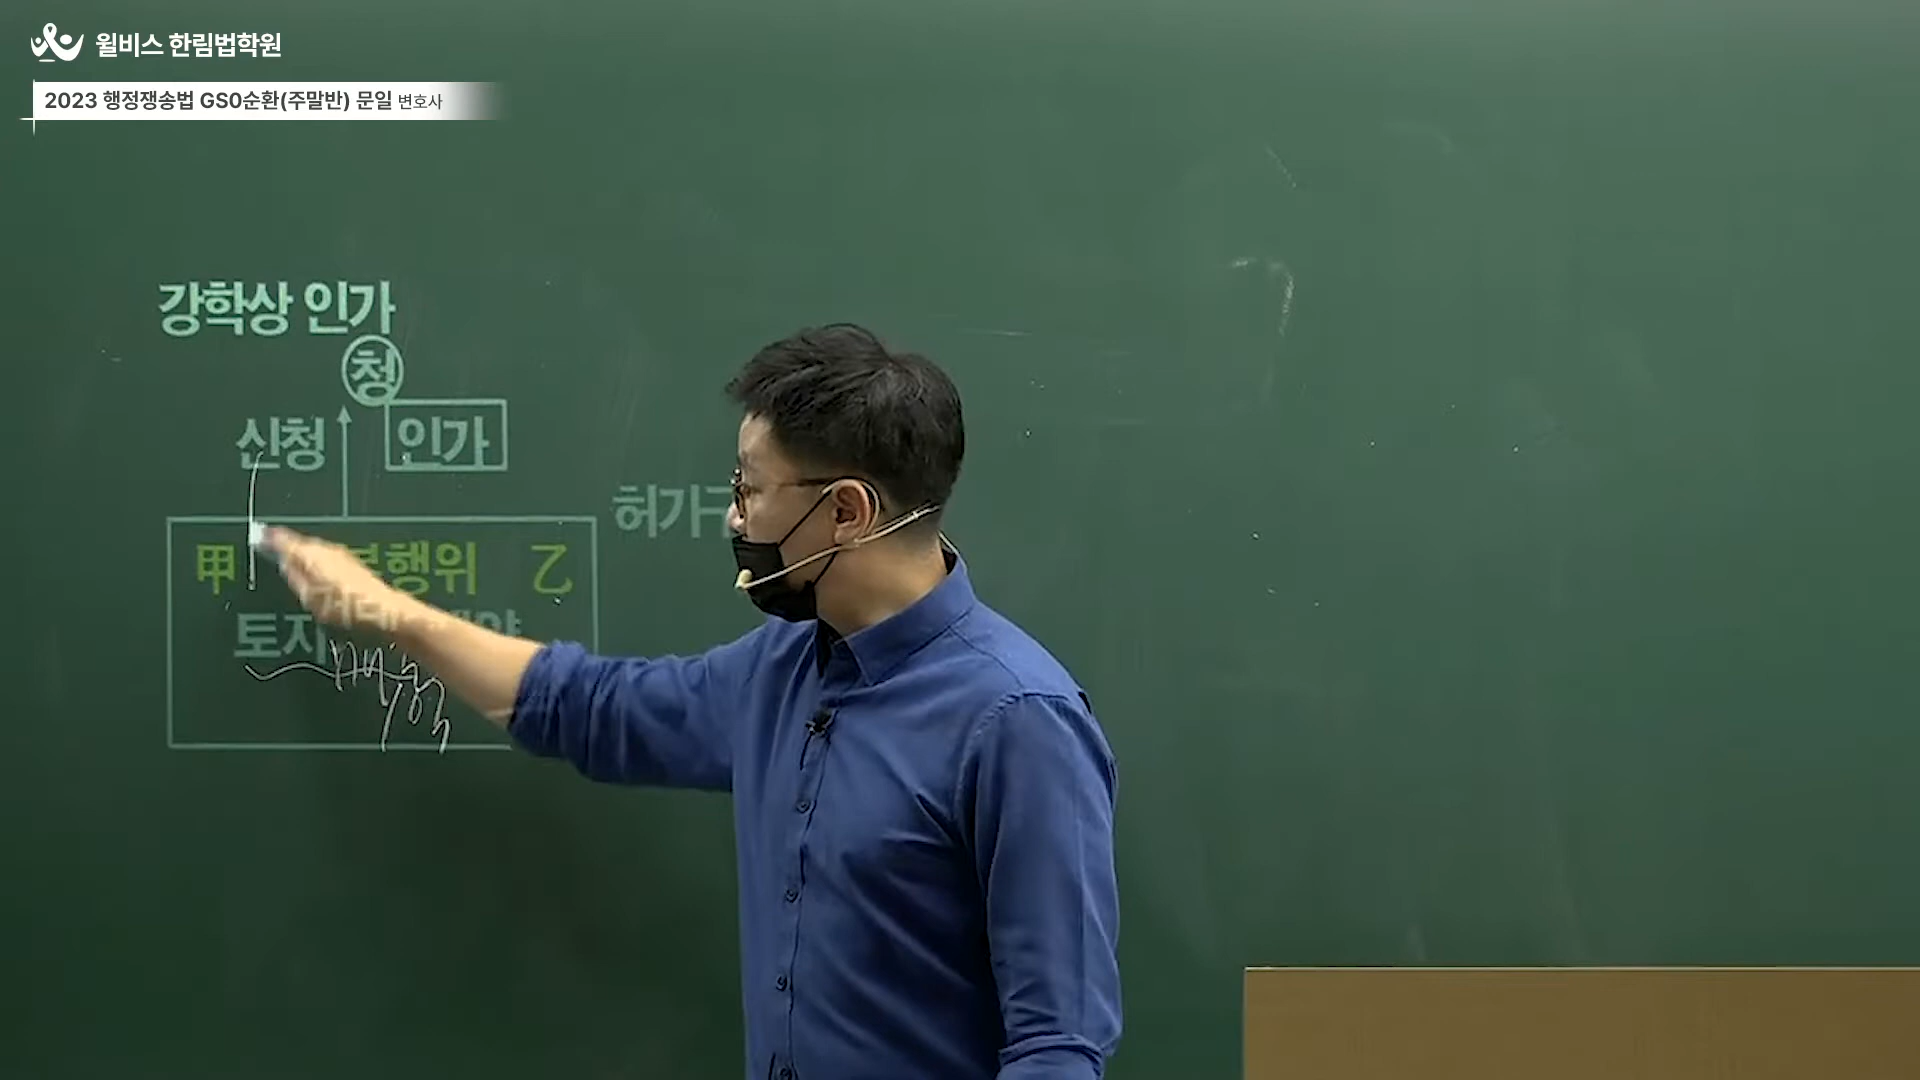 윌비스 한림법학원
2023 행정쟁송법 GS0순환(주말반) 문일 변호사
강학상 인가
청
신청
인가
허가구
甲 행위 乙
토지